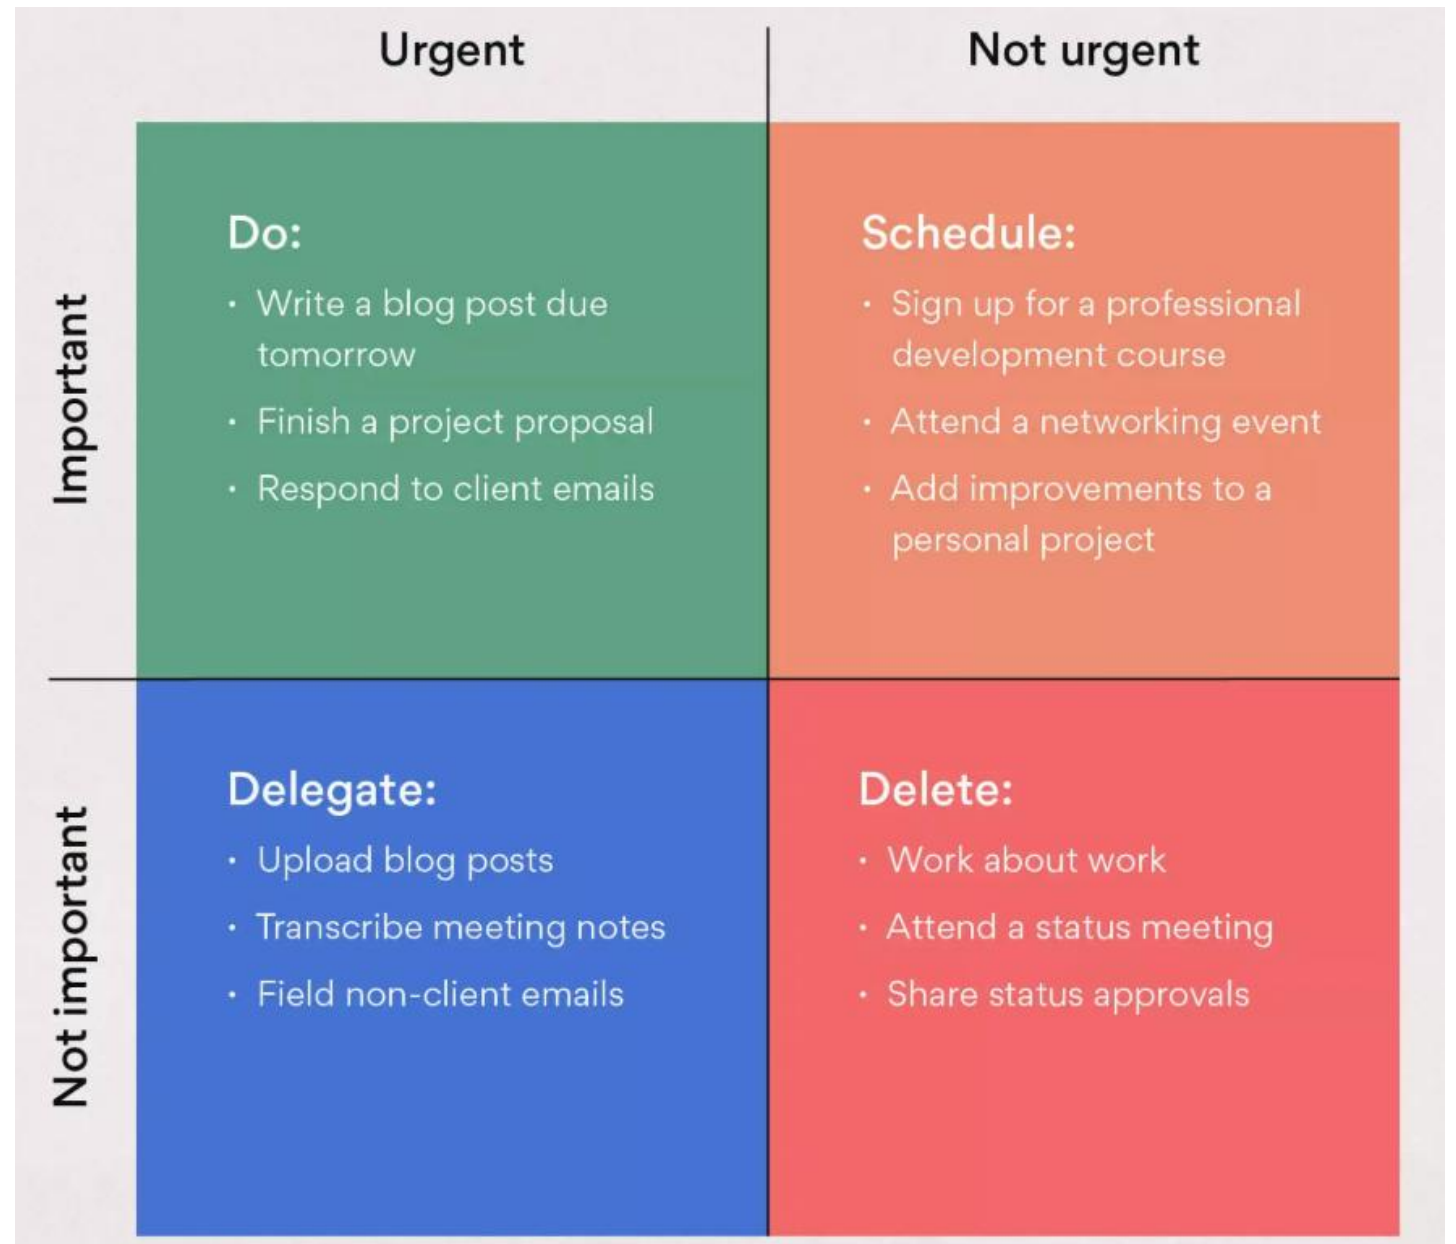 Urgent
Not urgent
Important
Do:
• Write a blog post due
tomorrow
• Finish a project proposal
• Respond to client emails
Schedule:
• Sign up for a professional
development course
• Attend a networking event
• Add improvements to a
personal project
Not important
Delegate:
• Upload blog posts
• Transcribe meeting notes
• Field non-client emails
Delete:
• Work about work
• Attend a status meeting
• Share status approvals